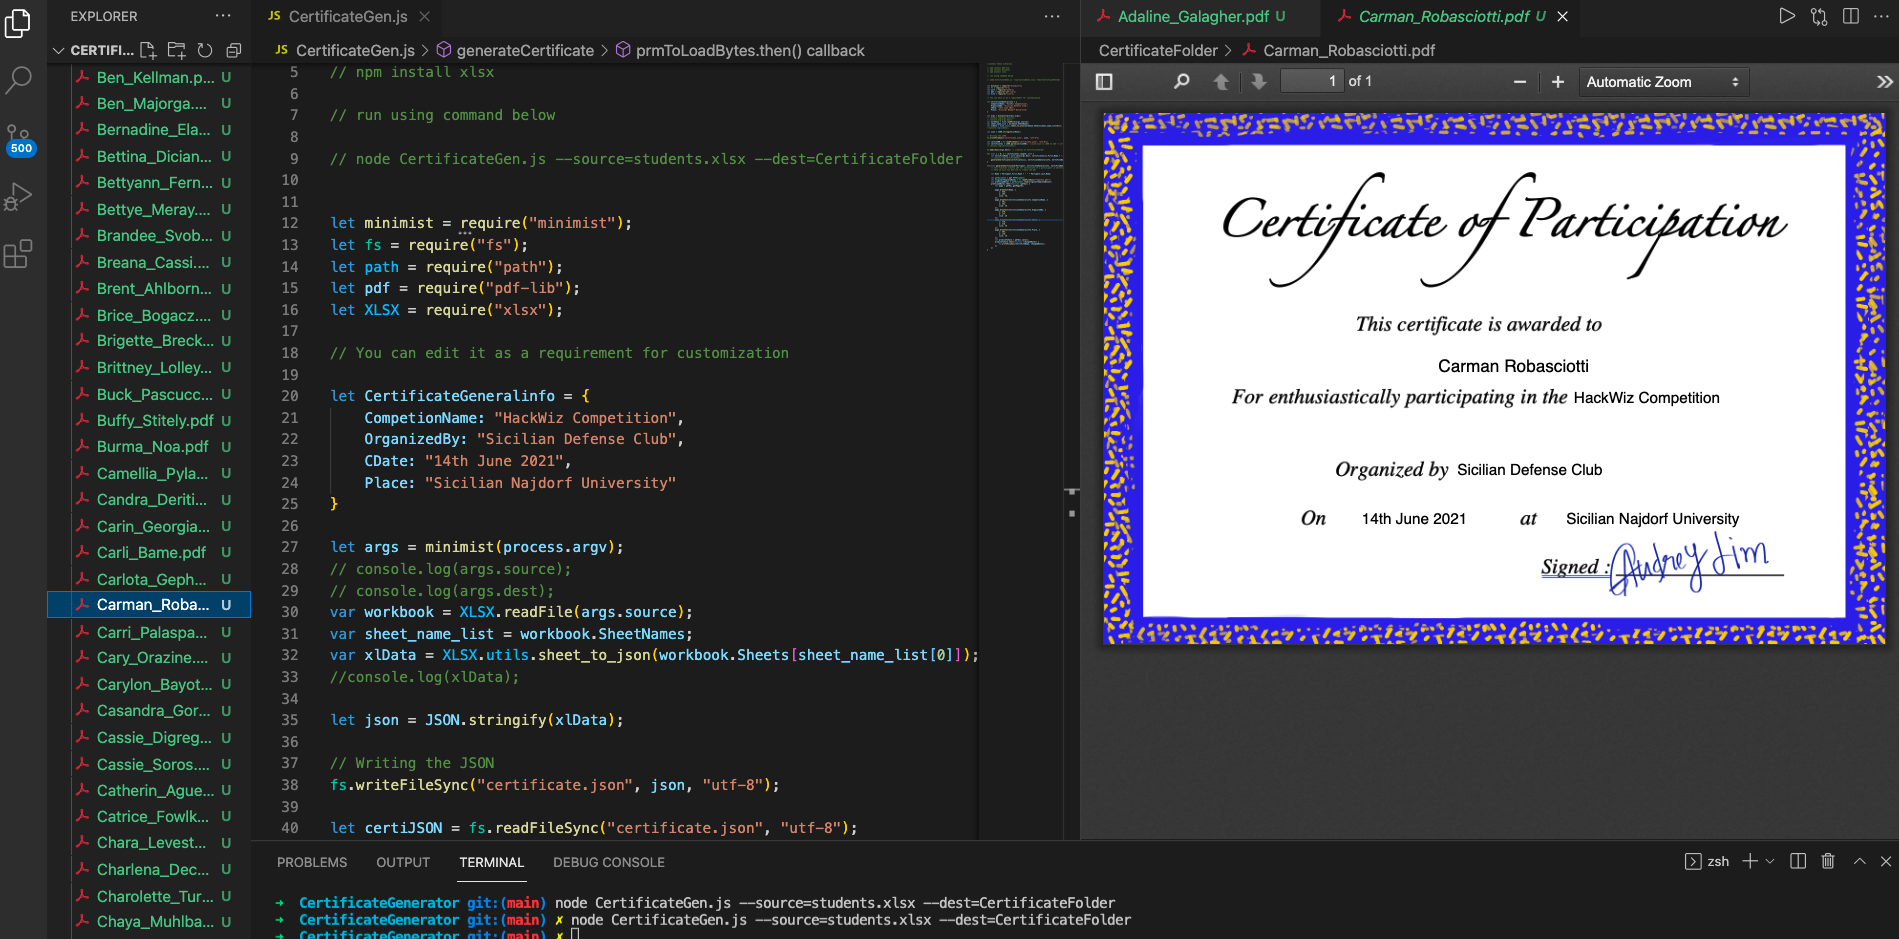 EXPLORER
CERTIFI...
500
Ben_Kellman.p... U
Ben_Majorga.... U
Bernadine_Ela... U
Bettina_Dician... U
Bettyann_Fern... U
Bettye_Meray.... U
Brandee_Svob... U
Breana_Cassi.... U
Brent_Ahlborn... U
Brice_Bogacz.... U
Brigette_Breck... U
Brittney_Lolley... U
Buck_Pascucc... U
Buffy_Stitely.pdf U
Burma_Noa.pdf U
Camellia_Pyla... U
Candra_Deriti... U
Carin_Georgia... U
Carli_Bame.pdf U
Carlota_Geph... U
Carman_Roba... U
Carri_Palaspa... U
Cary_Orazine.... U
Carylon_Bayot... U
Casandra_Gor... U
Cassie_Digreg... U
Cassie_Soros.... U
Catherin_Ague... U
Catrice_Fowlk... U
Chara_Levest... U
Charlena_Dec... U
Charolette_Tur... U
Chaya_Muhlba... U
JS CertificateGen.js
JS CertificateGen.js > generateCertificate > prmToLoadBytes.then() callback
5 // npm install xlsx
6
7 // run using command below
8
9 // node CertificateGen.js --source=students.xlsx --dest=CertificateFolder
10
11
12 let minimist = require("minimist");
13 let fs = require("fs");
14 let path = require("path");
15 let pdf = require("pdf-lib");
16 let XLSX = require("xlsx");
17
18 // You can edit it as a requirement for customization
19
20 let CertificateGeneralinfo = {
21 CompetionName: "HackWiz Competition",
22 OrganizedBy: "Sicilian Defense Club",
23 CDate: "14th June 2021",
24 Place: "Sicilian Najdorf University"
25 }
26
27 let args = minimist(process.argv);
28 // console.log(args.source);
29 // console.log(args.dest);
30 var workbook = XLSX.readFile(args.source);
31 var sheet_name_list = workbook.SheetNames;
32 var xlData = XLSX.utils.sheet_to_json(workbook.Sheets[sheet_name_list[0]]);
33 //console.log(xlData);
34
35 let json = JSON.stringify(xlData);
36
37 // Writing the JSON
38 fs.writeFileSync("certificate.json", json, "utf-8");
39
40 let certiJSON = fs.readFileSync("certificate.json", "utf-8");
Adaline_Galagher.pdf U
Carman_Robasciotti.pdf U
CertificateFolder > Carman_Robasciotti.pdf
1 of 1
Automatic Zoom
Certificate of Participation
This certificate is awarded to
Carman Robasciotti
For enthusiastically participating in the HackWiz Competition
Organized by Sicilian Defense Club
On 14th June 2021 at Sicilian Najdorf University
Signed : Audrey Lim
PROBLEMS OUTPUT TERMINAL DEBUG CONSOLE
zsh
➜ CertificateGenerator git:(main) node CertificateGen.js --source=students.xlsx --dest=CertificateFolder
➜ CertificateGenerator git:(main) ✗ node CertificateGen.js --source=students.xlsx --dest=CertificateFolder
➜ CertificateGenerator git:(main) ✗